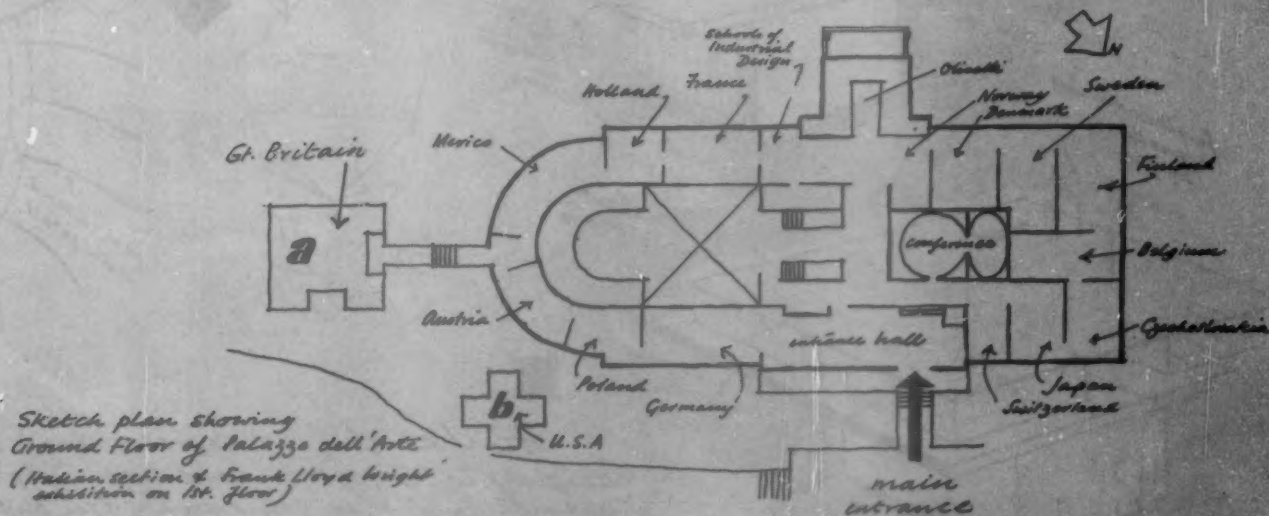 Schools of
Industrial
Design
Olivetti
N
Holland
France
Norway
Denmark
Sweden
Gt. Britain
Mexico
Finland
a
conference
Belgium
Austria
entrance hall
Czechoslovakia
Poland
Germany
Japan
Switzerland
b
U.S.A
Sketch plan showing
Ground Floor of Palazzo dell' Arte
(Italian section & Frank Lloyd Wright
exhibition on 1st. floor)
main
entrance